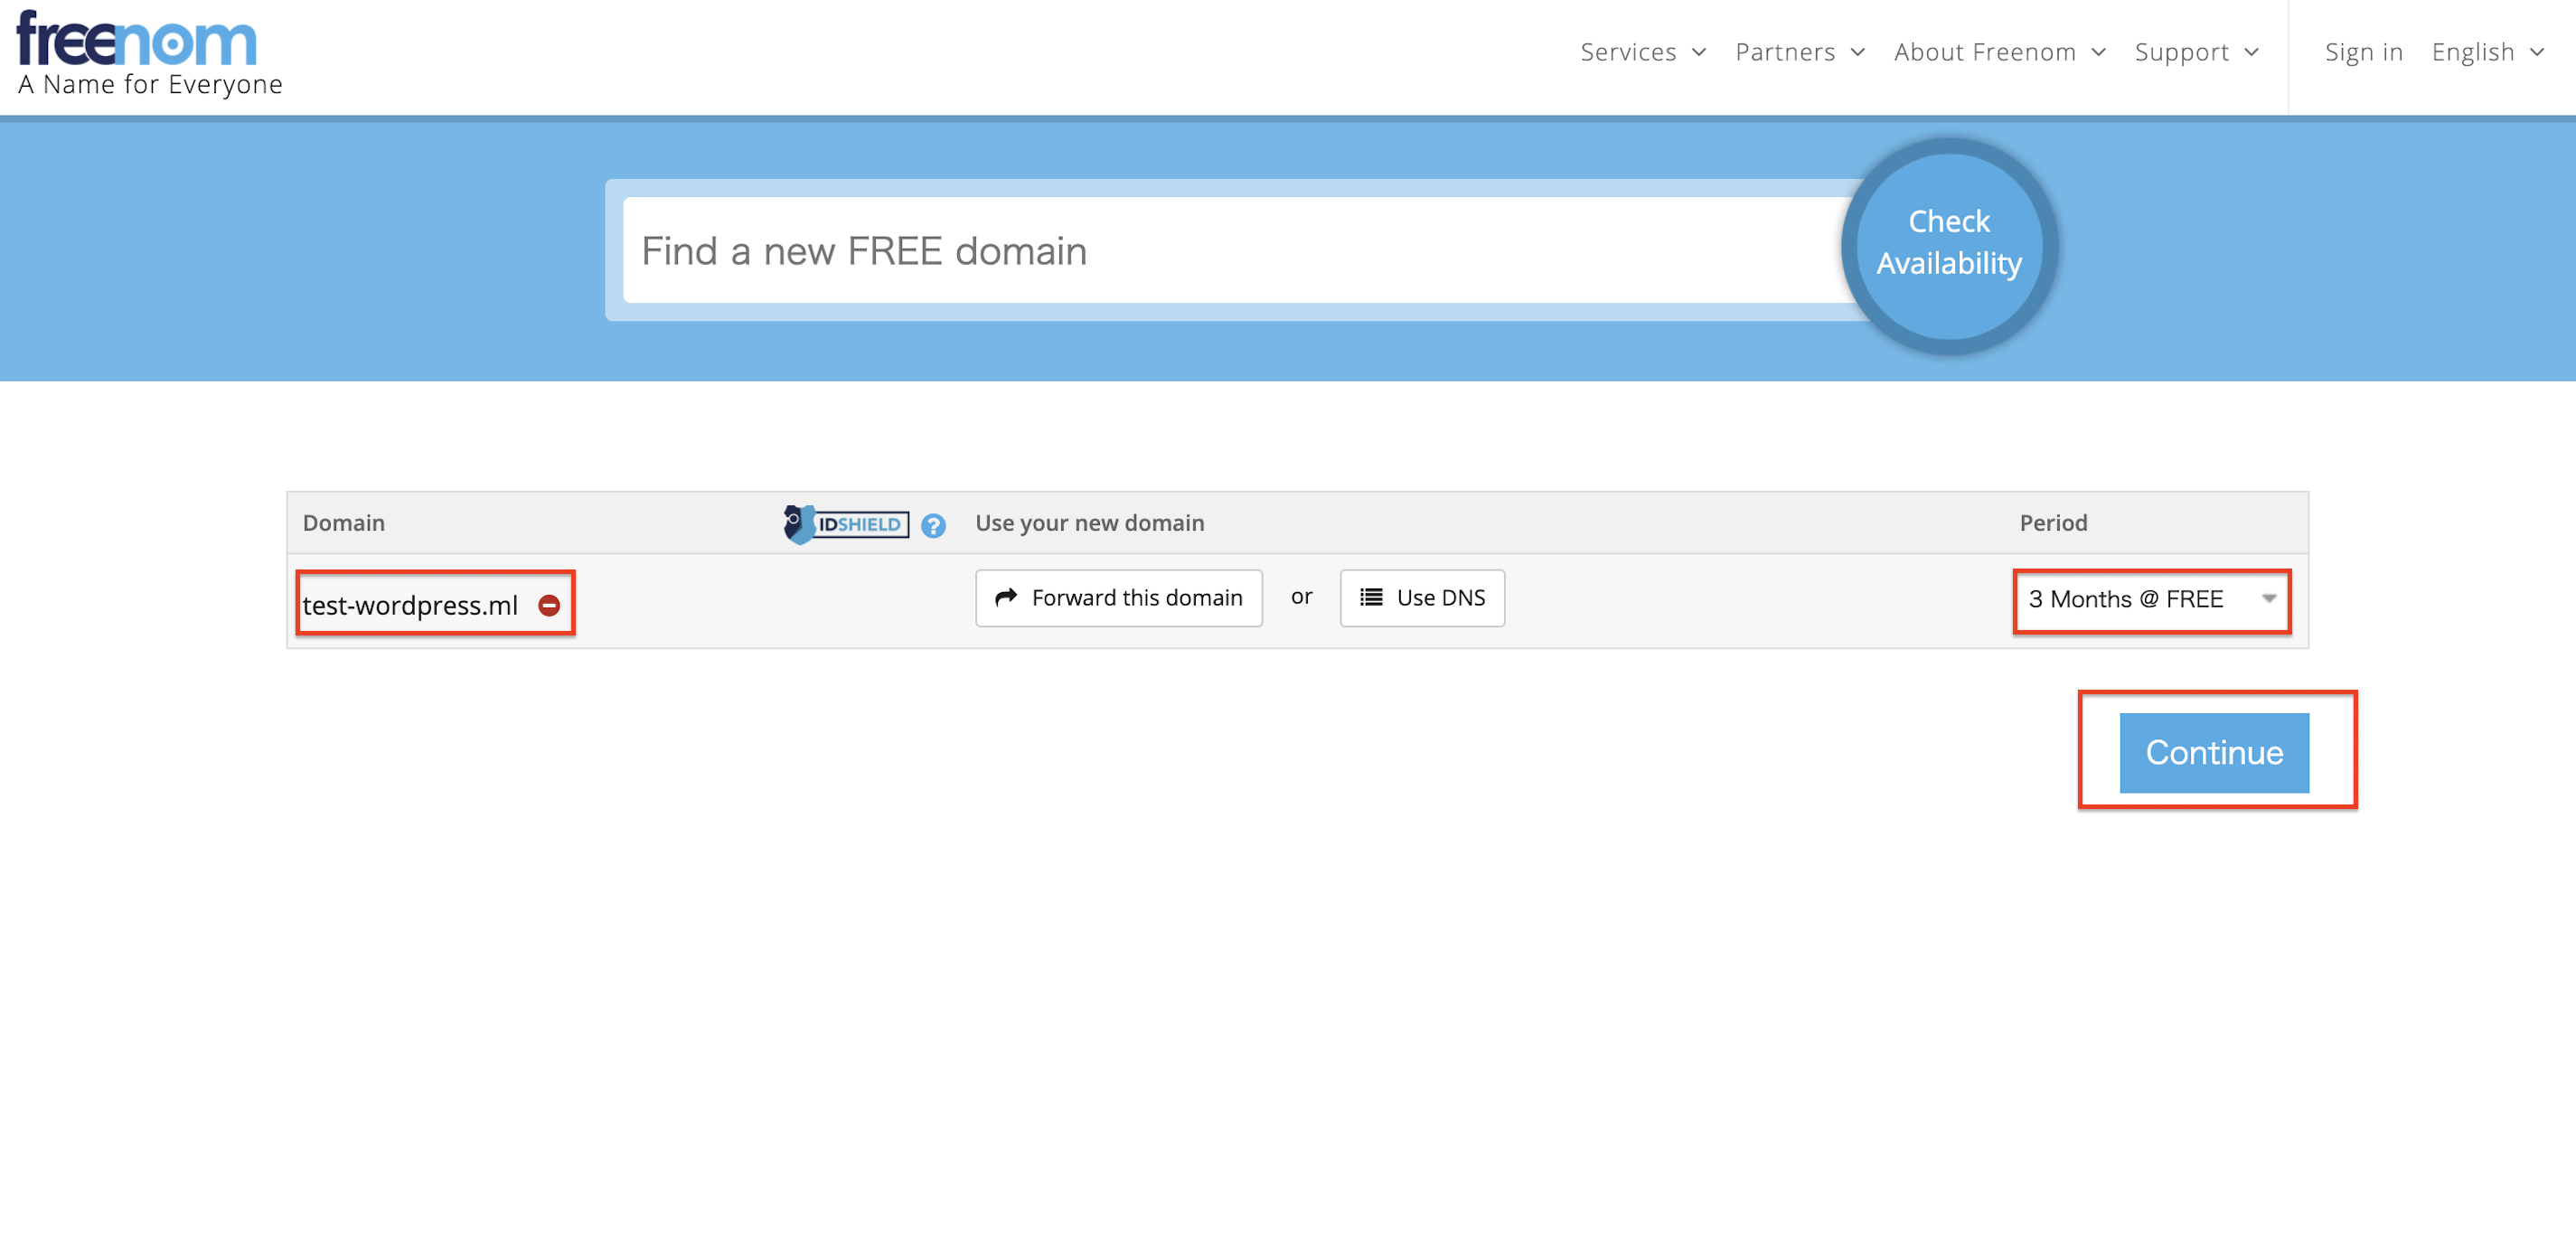 freenom
A Name for Everyone
Services Partners About Freenom Support Sign in English
Find a new FREE domain
Check
Availability
Domain IDSHIELD ? Use your new domain Period
test-wordpress.ml Forward this domain or Use DNS 3 Months @ FREE
Continue